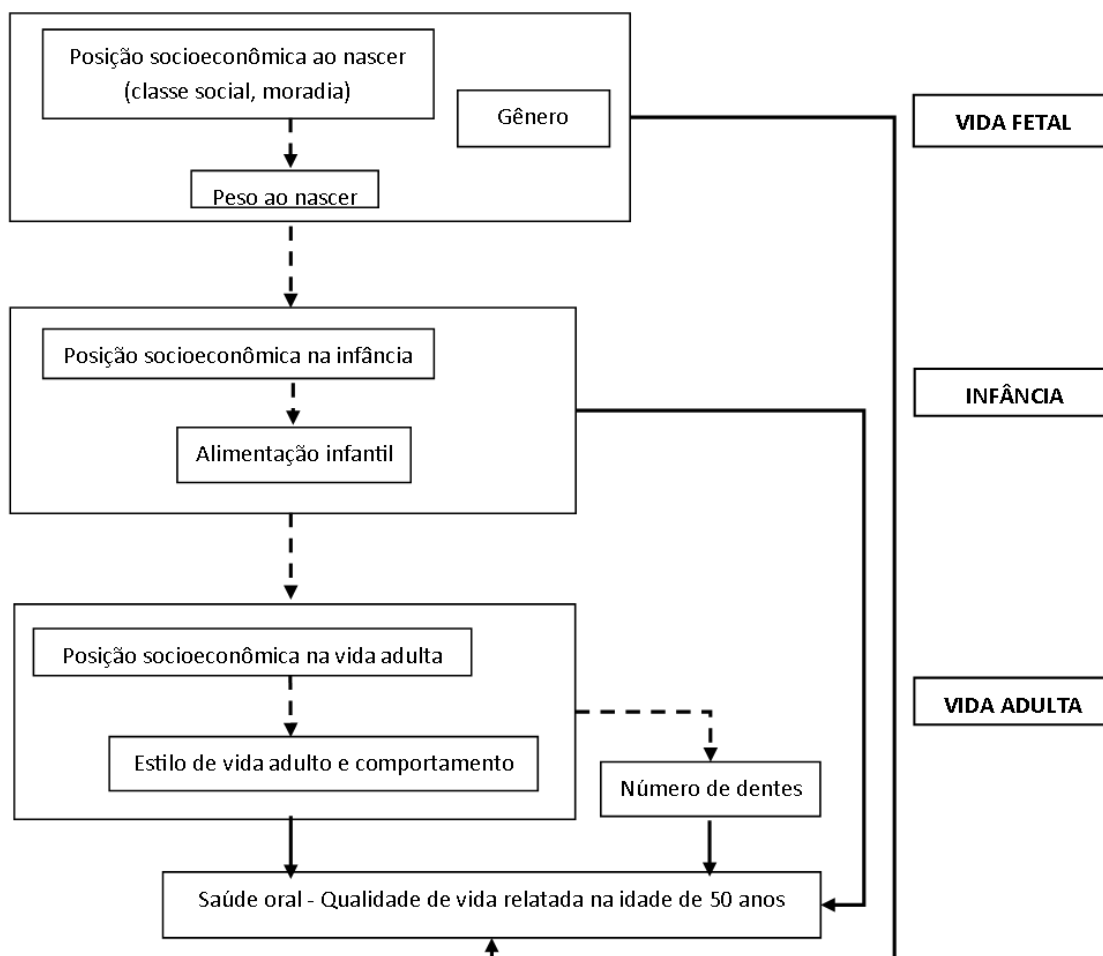 Posição socioeconômica ao nascer
(classe social, moradia)
Gênero
VIDA FETAL
Peso ao nascer
Posição socioeconômica na infância
INFÂNCIA
Alimentação infantil
Posição socioeconômica na vida adulta
VIDA ADULTA
Estilo de vida adulto e comportamento
Número de dentes
Saúde oral - Qualidade de vida relatada na idade de 50 anos